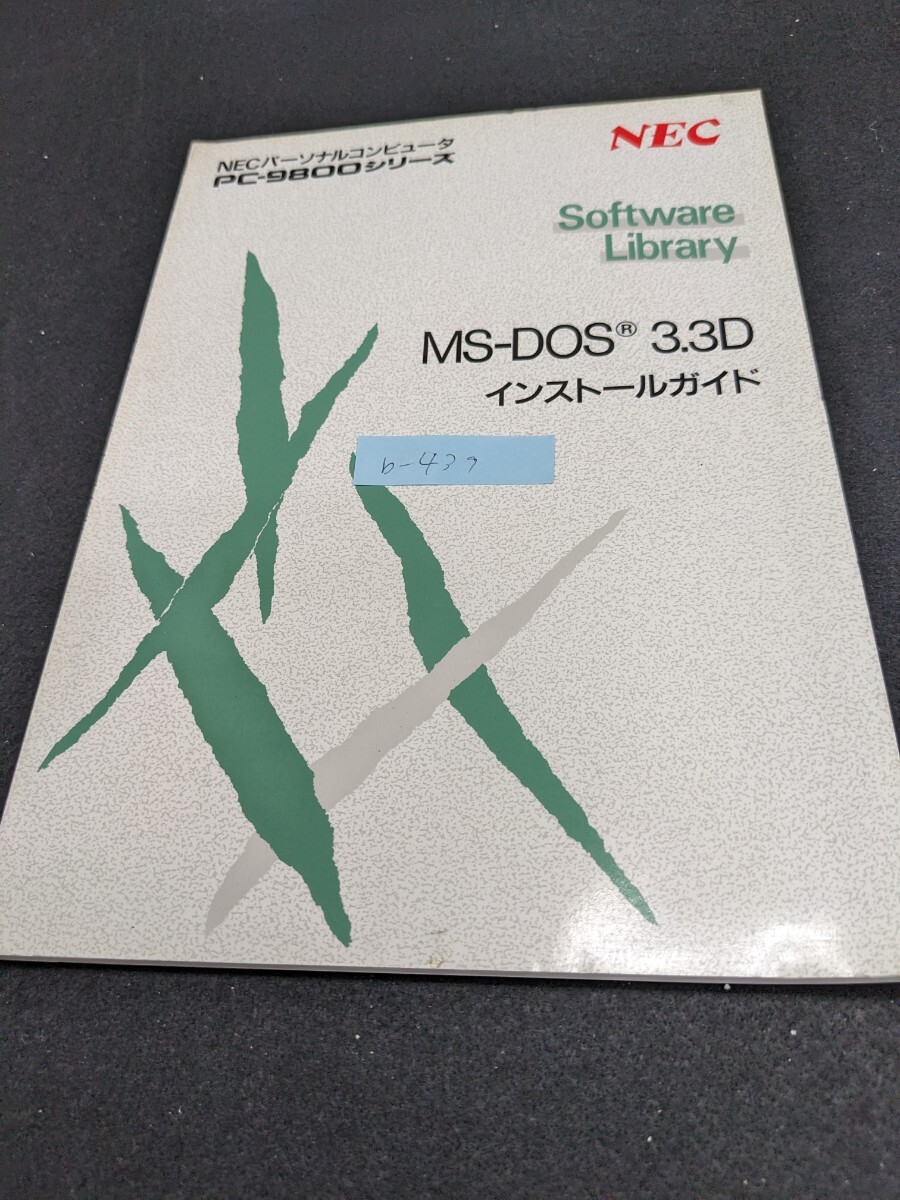 NECパーソナルコンピュータ
PC-9800シリーズ
NEC
Software
Library
MS-DOS® 3.3D
インストールガイド
b-439